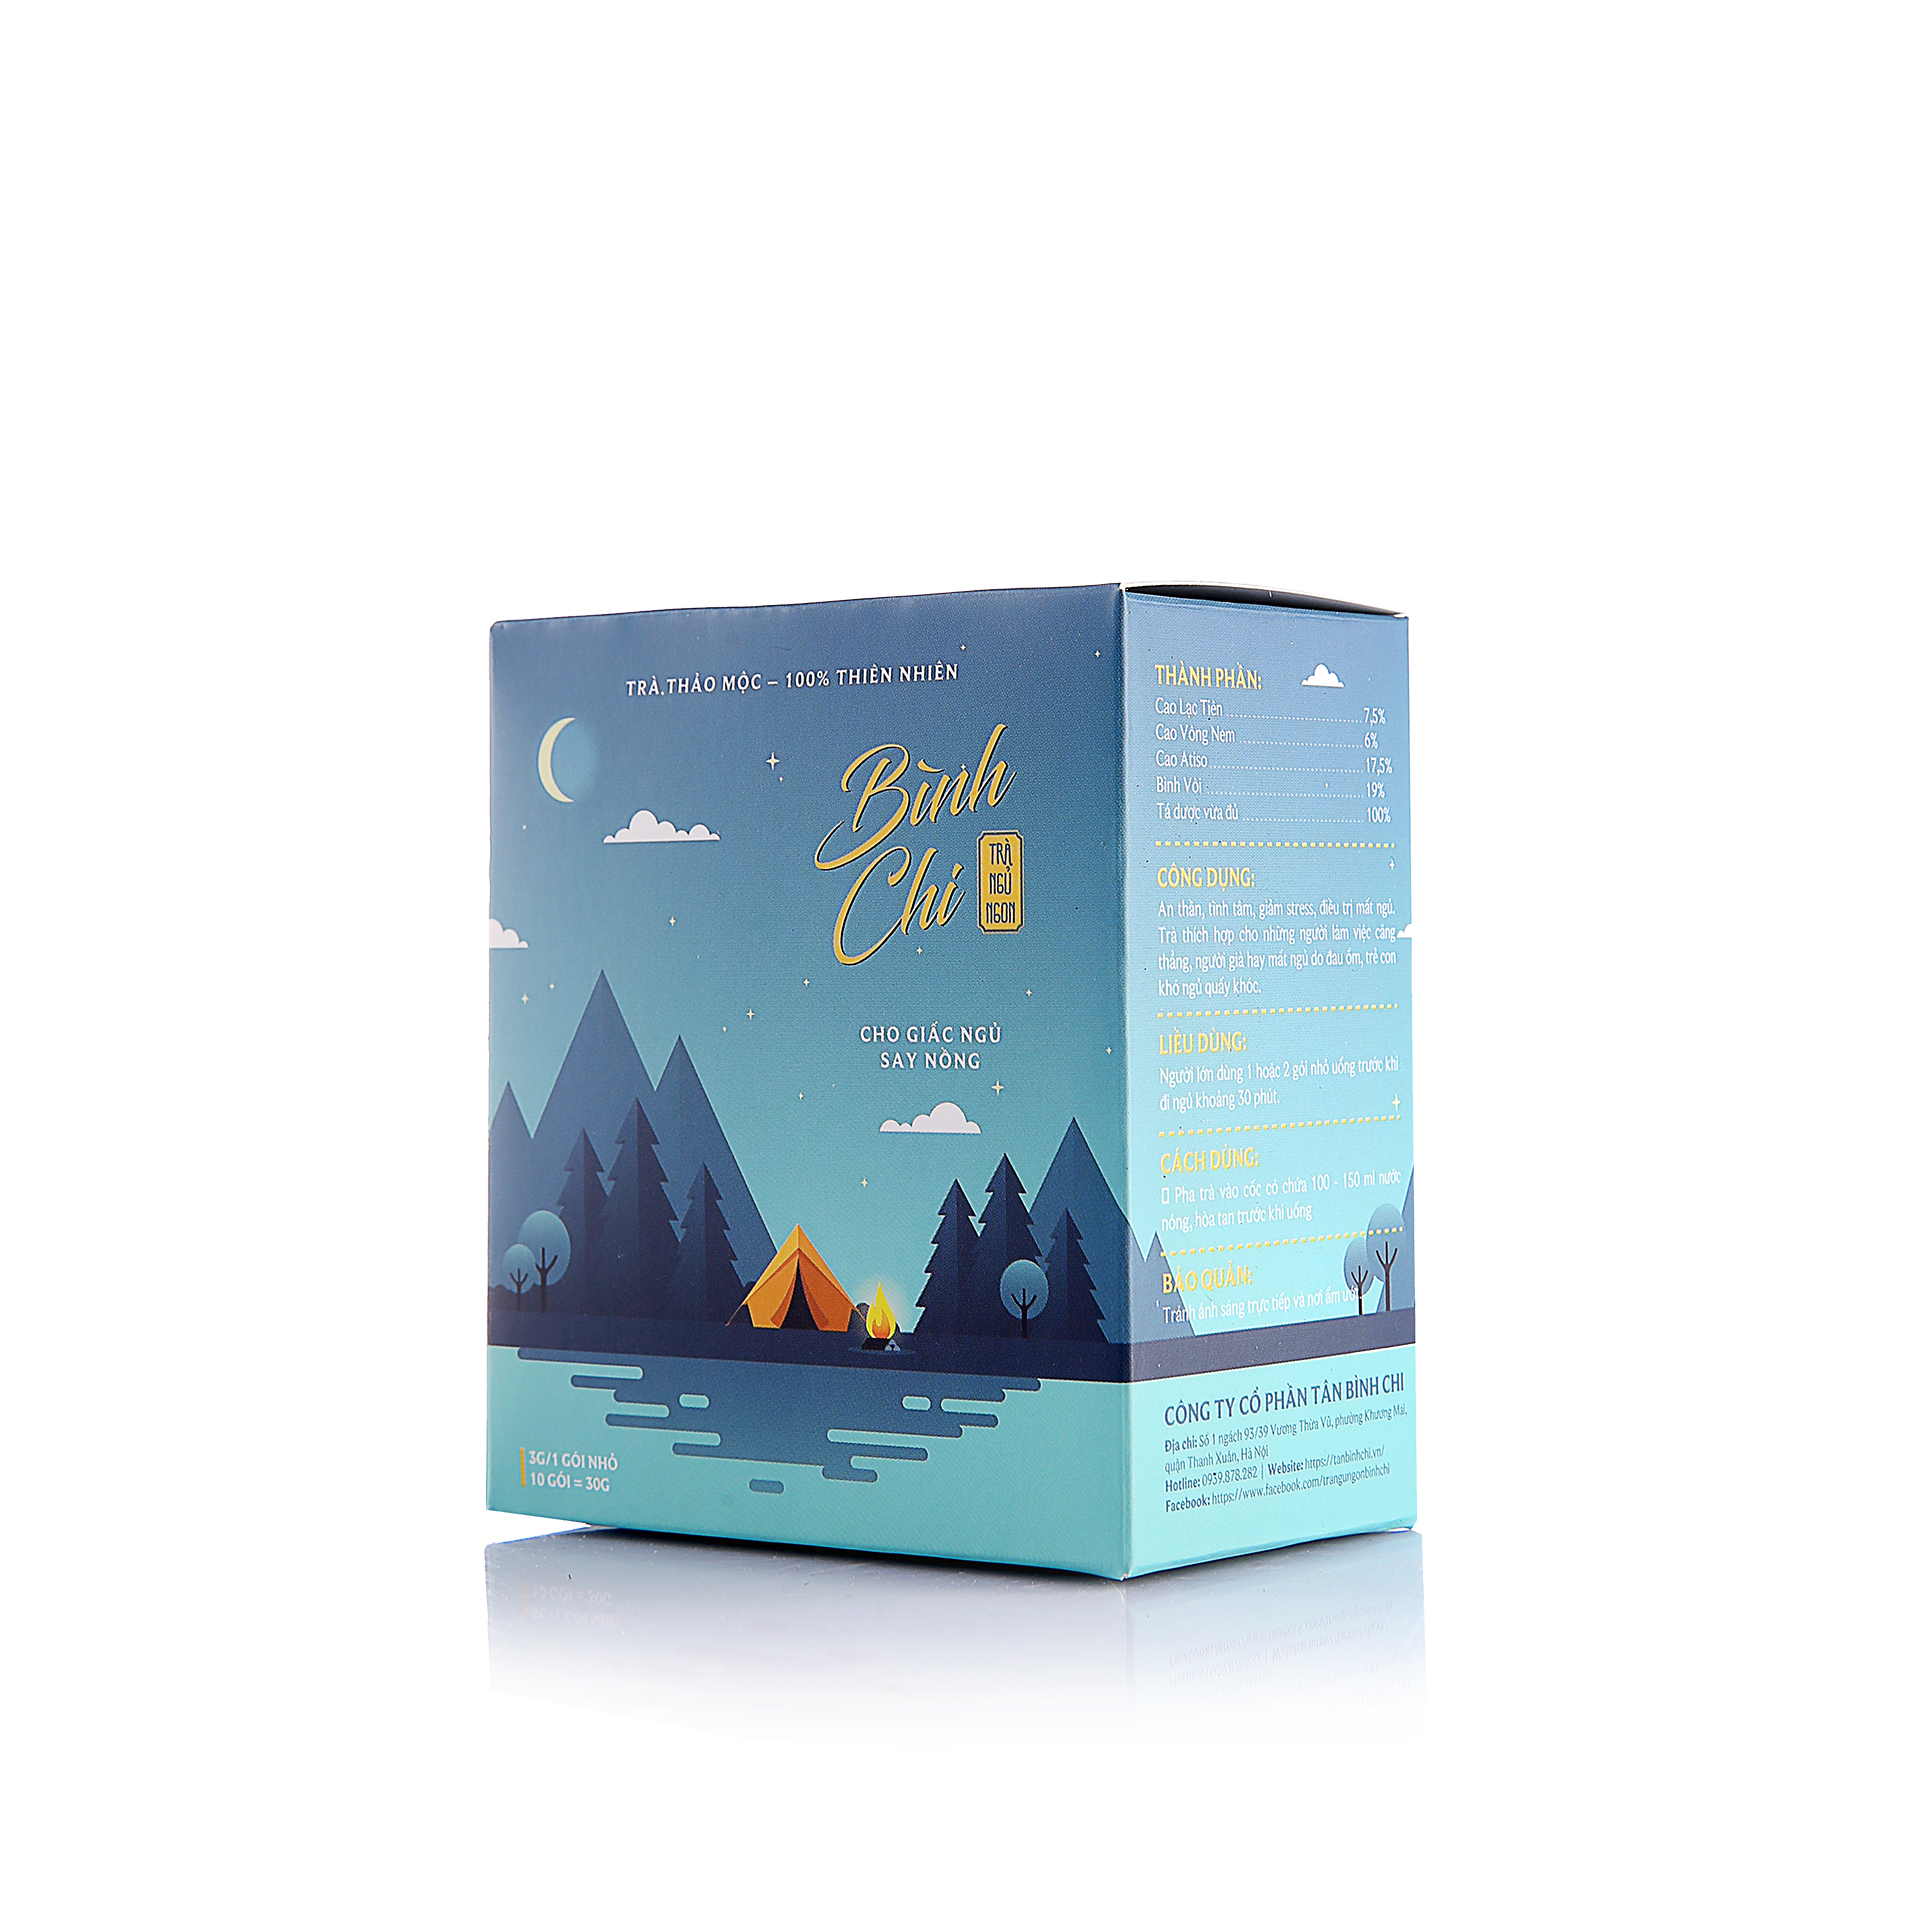 TRÀ THẢO MỘC – 100% THIÊN NHIÊN
Bình
Chi
TRÀ
NGỦ
NGON
CHO GIẤC NGỦ
SAY NỒNG
3G/1 GÓI NHỎ
10 GÓI = 30G
THÀNH PHẦN:
Cao Lạc Tiên ........ 7,5%
Cao Vông Nem ........ 6%
Cao Atiso ........ 17,5%
Bình Vôi ........ 19%
Tá dược vừa đủ ........ 100%
CÔNG DỤNG:
An thần, tĩnh tâm, giảm stress, điều trị mất ngủ.
Trà thích hợp cho những người làm việc căng
thẳng, người già hay mất ngủ do đau ốm, trẻ con
khó ngủ quấy khóc.
LIỀU DÙNG:
Người lớn dùng 1 hoặc 2 gói nhỏ uống trước khi
đi ngủ khoảng 30 phút.
CÁCH DÙNG:
Pha trà vào cốc có chứa 100 - 150 ml nước
nóng, hòa tan trước khi uống
BẢO QUẢN:
Tránh ánh sáng trực tiếp và nơi ẩm ướt.
CÔNG TY CỔ PHẦN TÂN BÌNH CHI
Địa chỉ: Số 1 ngách 93/39 Vương Thừa Vũ, phường Khương Mai,
quận Thanh Xuân, Hà Nội
Hotline: 0939.878.282 | Website: https://tanbinhchi.vn/
Facebook: https://www.facebook.com/trangungonbinhchi